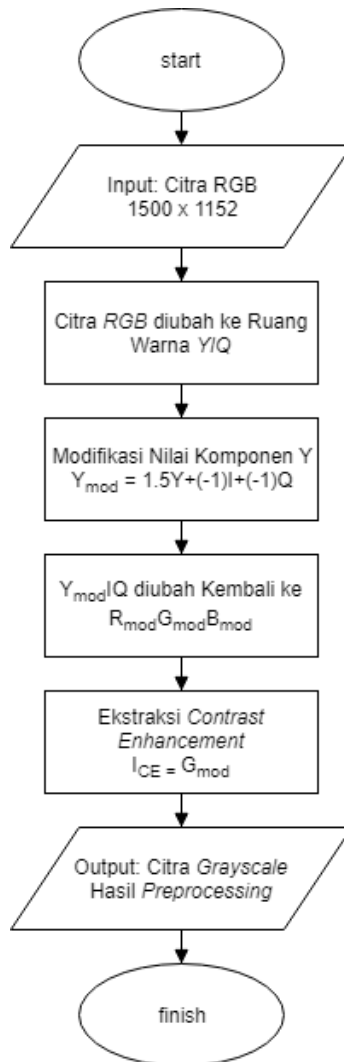 start
Input: Citra RGB
1500 x 1152
Citra RGB diubah ke Ruang
Warna YIQ
Modifikasi Nilai Komponen Y
Ymod = 1.5Y+(-1)I+(-1)Q
YmodIQ diubah Kembali ke
RmodGmodBmod
Ekstraksi Contrast
Enhancement
ICE = Gmod
Output: Citra Grayscale
Hasil Preprocessing
finish